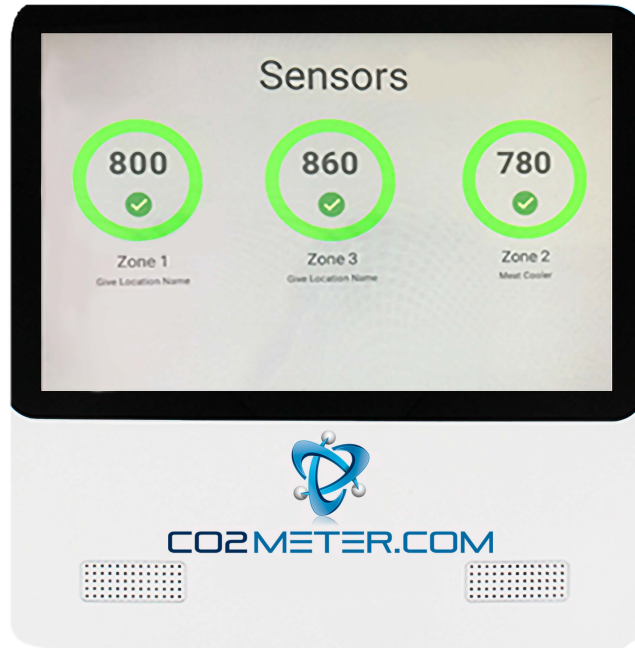 Sensors
800
860
780
Zone 1
Give Location Name
Zone 3
Give Location Name
Zone 2
Meat Cooler
CO2METER.COM